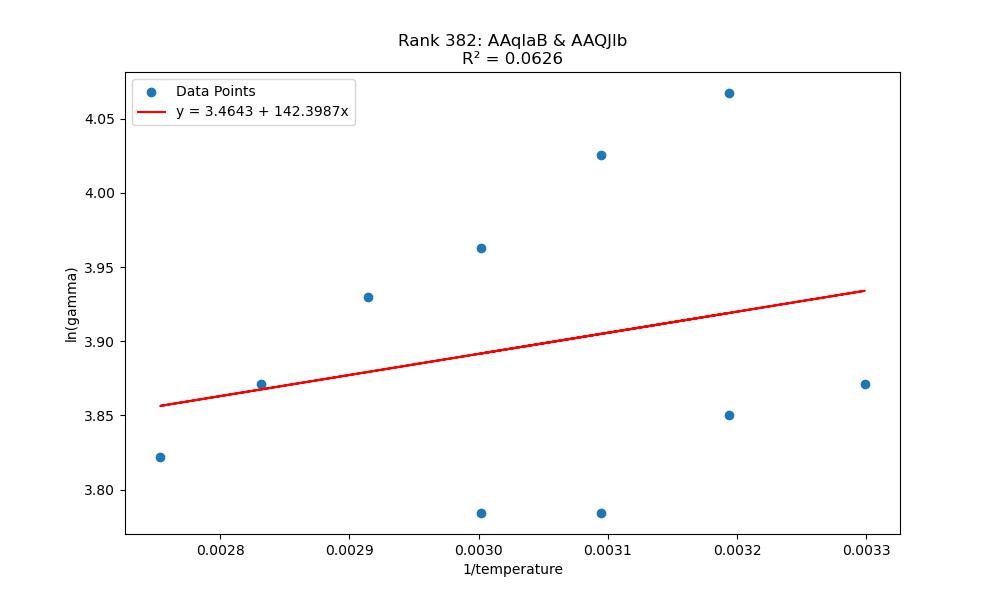 Rank 382: AAqlaB & AAQJlb
R² = 0.0626
Data Points
y = 3.4643 + 142.3987x
ln(gamma)
4.05
4.00
3.95
3.90
3.85
3.80
0.0028
0.0029
0.0030
0.0031
0.0032
0.0033
1/temperature